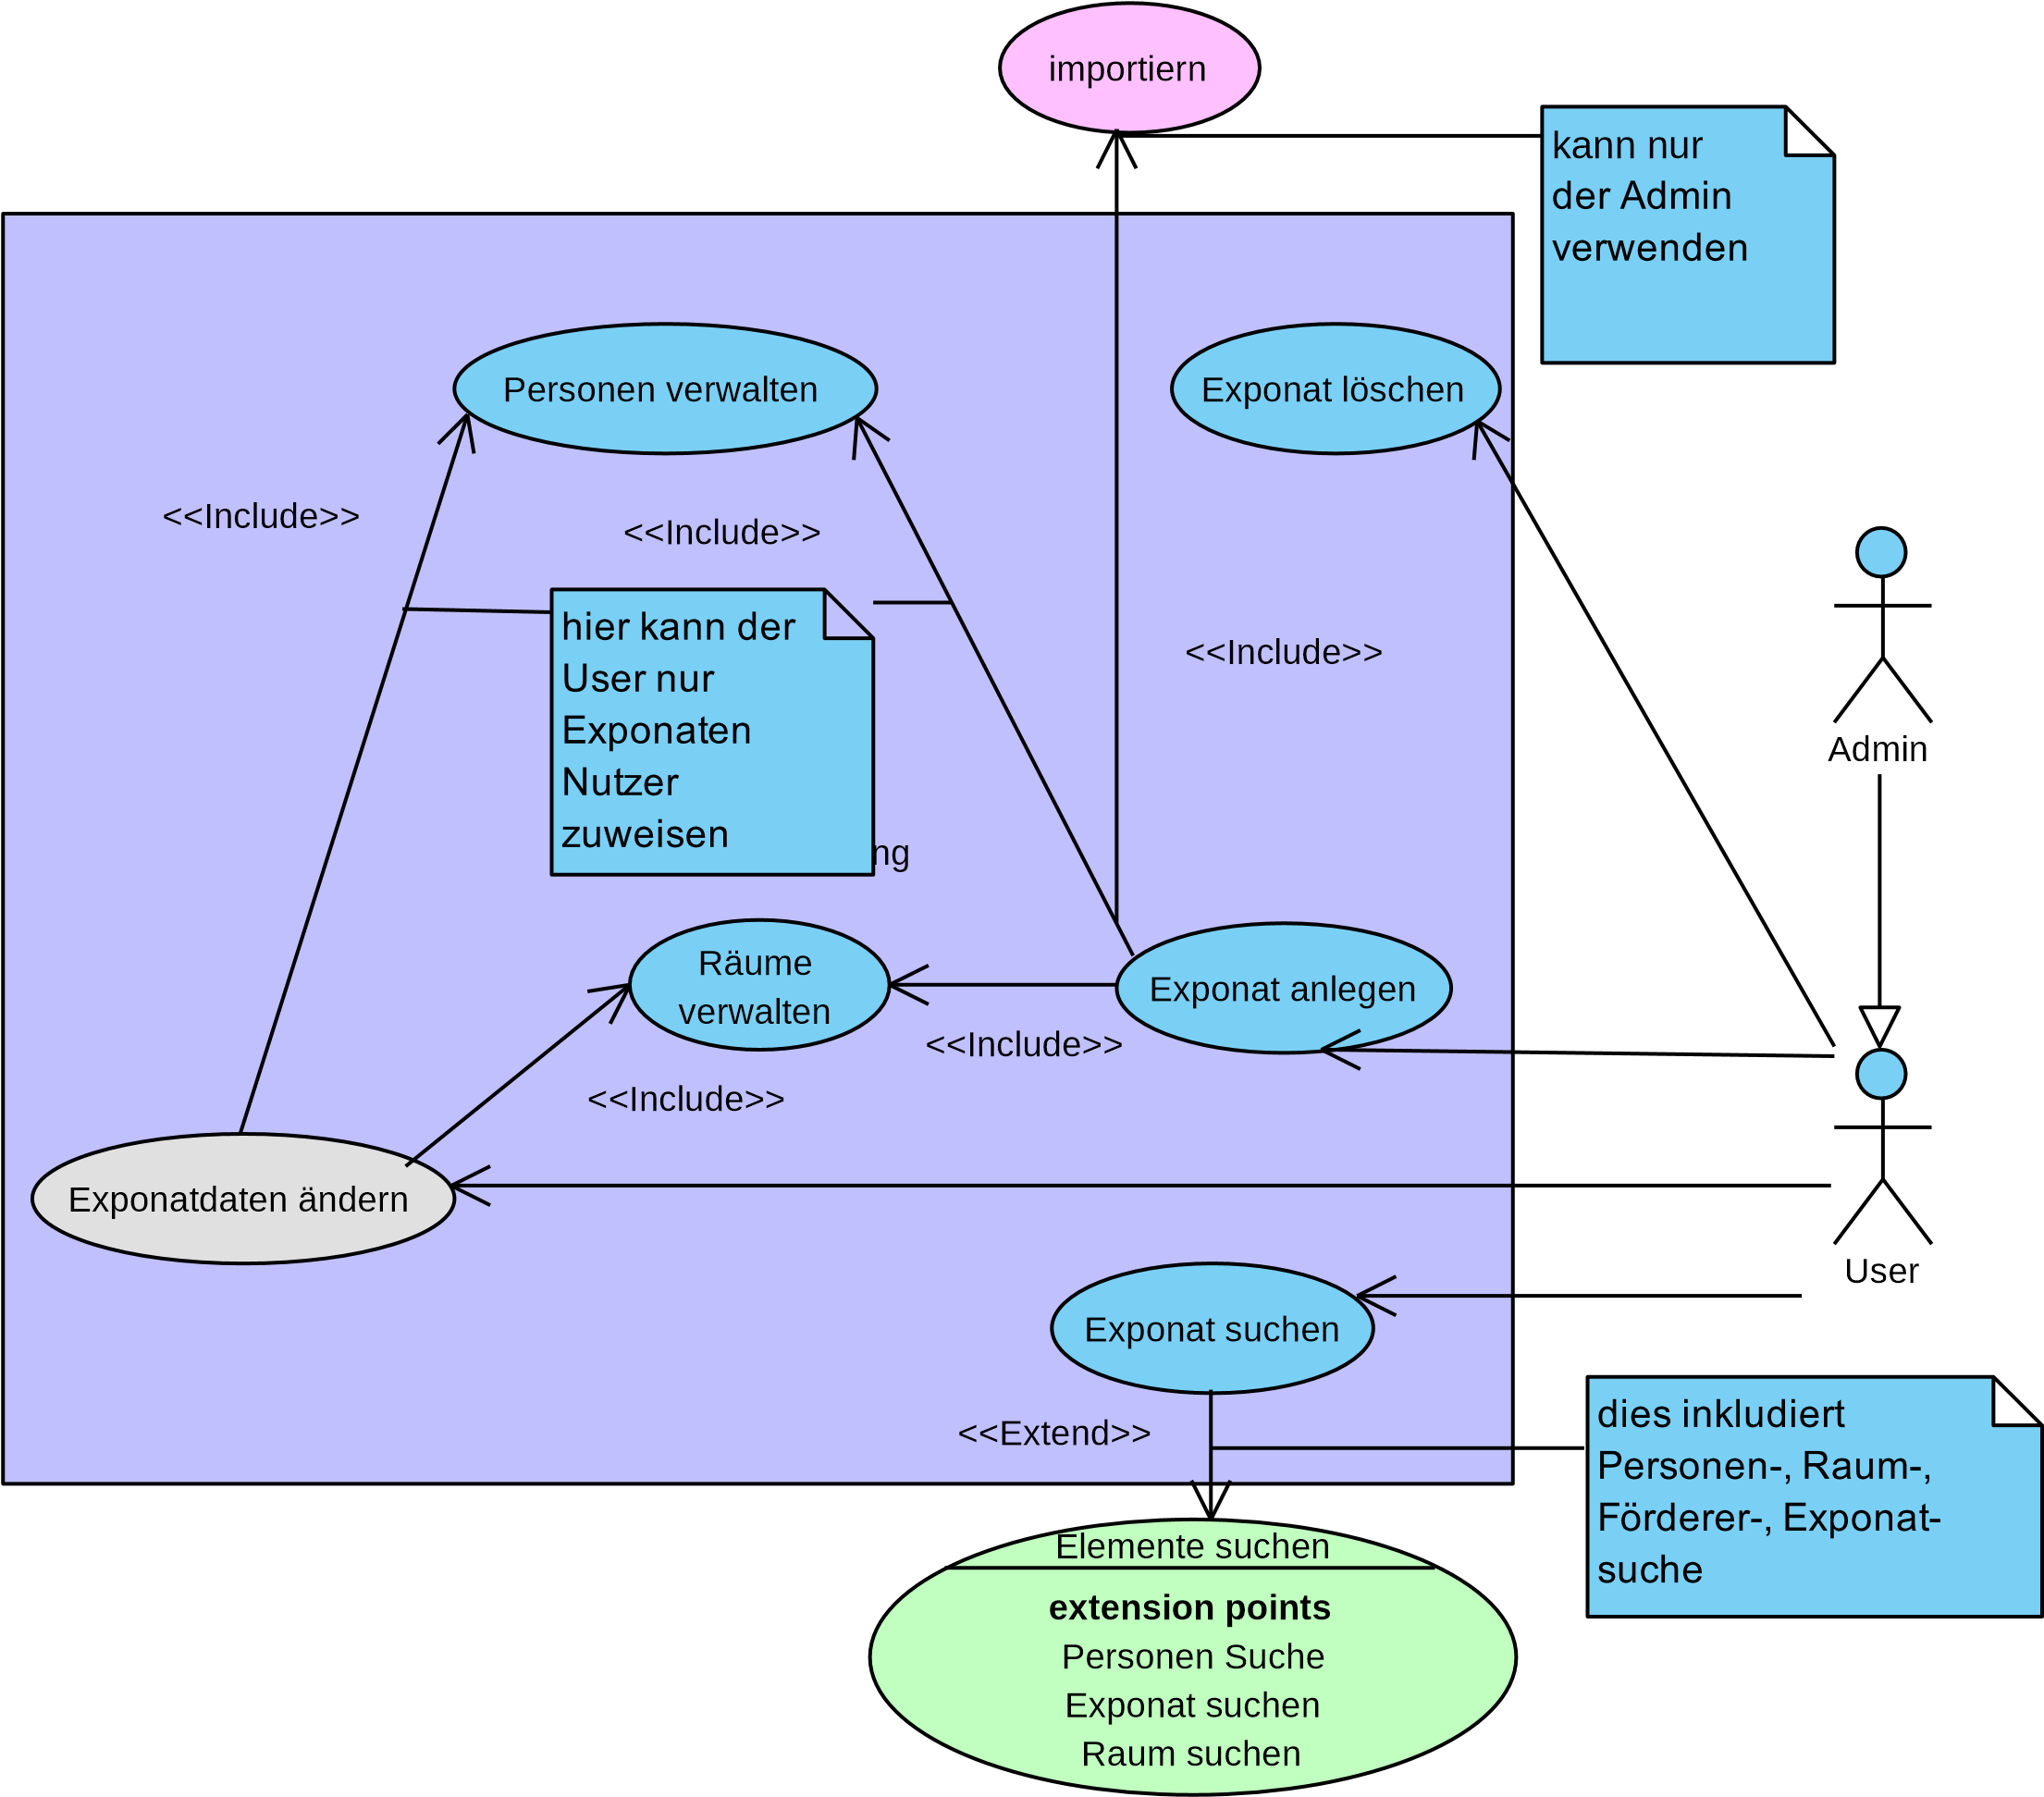 importiern
kann nur
der Admin
verwenden
Personen verwalten
Exponat löschen
<<Include>>
<<Include>>
hier kann der
User nur
Exponaten
Nutzer
zuweisen
<<Include>>
Admin
ng
Räume
verwalten
Exponat anlegen
<<Include>>
<<Include>>
Exponatdaten ändern
User
Exponat suchen
<<Extend>>
dies inkludiert
Personen-, Raum-,
Förderer-, Exponat-
suche
Elemente suchen
extension points
Personen Suche
Exponat suchen
Raum suchen